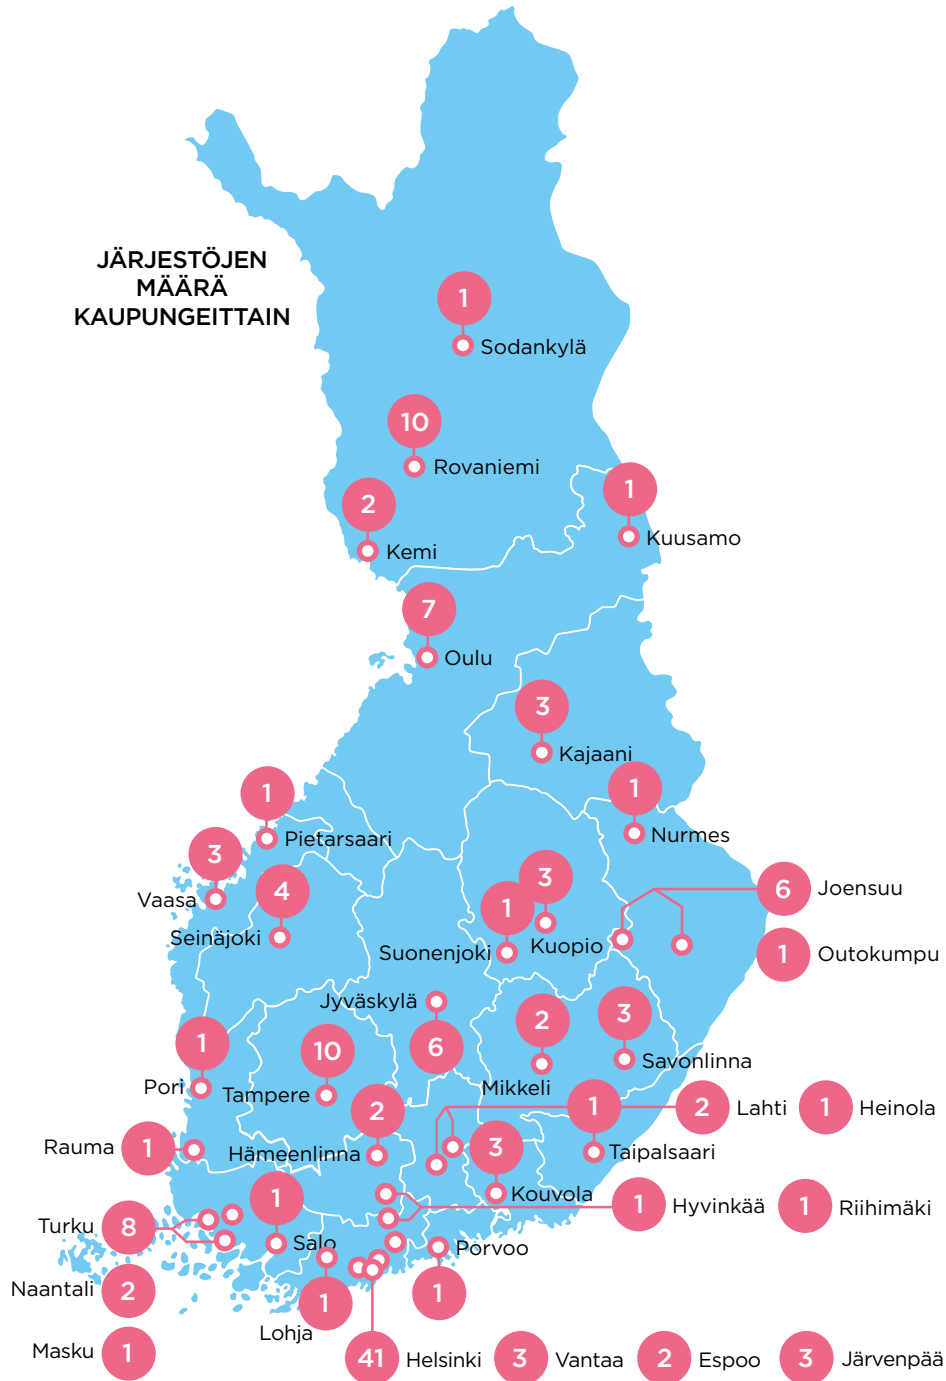 JÄRJESTÖJEN
MÄÄRÄ
KAUPUNGEITTAIN
1
Sodankylä
10
Rovaniemi
2
Kemi
1
Kuusamo
7
Oulu
3
Kajaani
1
Nurmes
1
Pietarsaari
3
Vaasa
4
Seinäjoki
1
Suonenjoki
3
Kuopio
6 Joensuu
1 Outokumpu
Jyväskylä
6
2
Mikkeli
3
Savonlinna
1
Pori
10
Tampere
2
Hämeenlinna
1
Taipalsaari
2 Lahti
1 Heinola
Rauma 1
3
Kouvola
1 Hyvinkää
1 Riihimäki
Turku 8
1
Salo
Porvoo
1
Naantali 2
1
Lohja
Masku 1
41 Helsinki
3 Vantaa
2 Espoo
3 Järvenpää